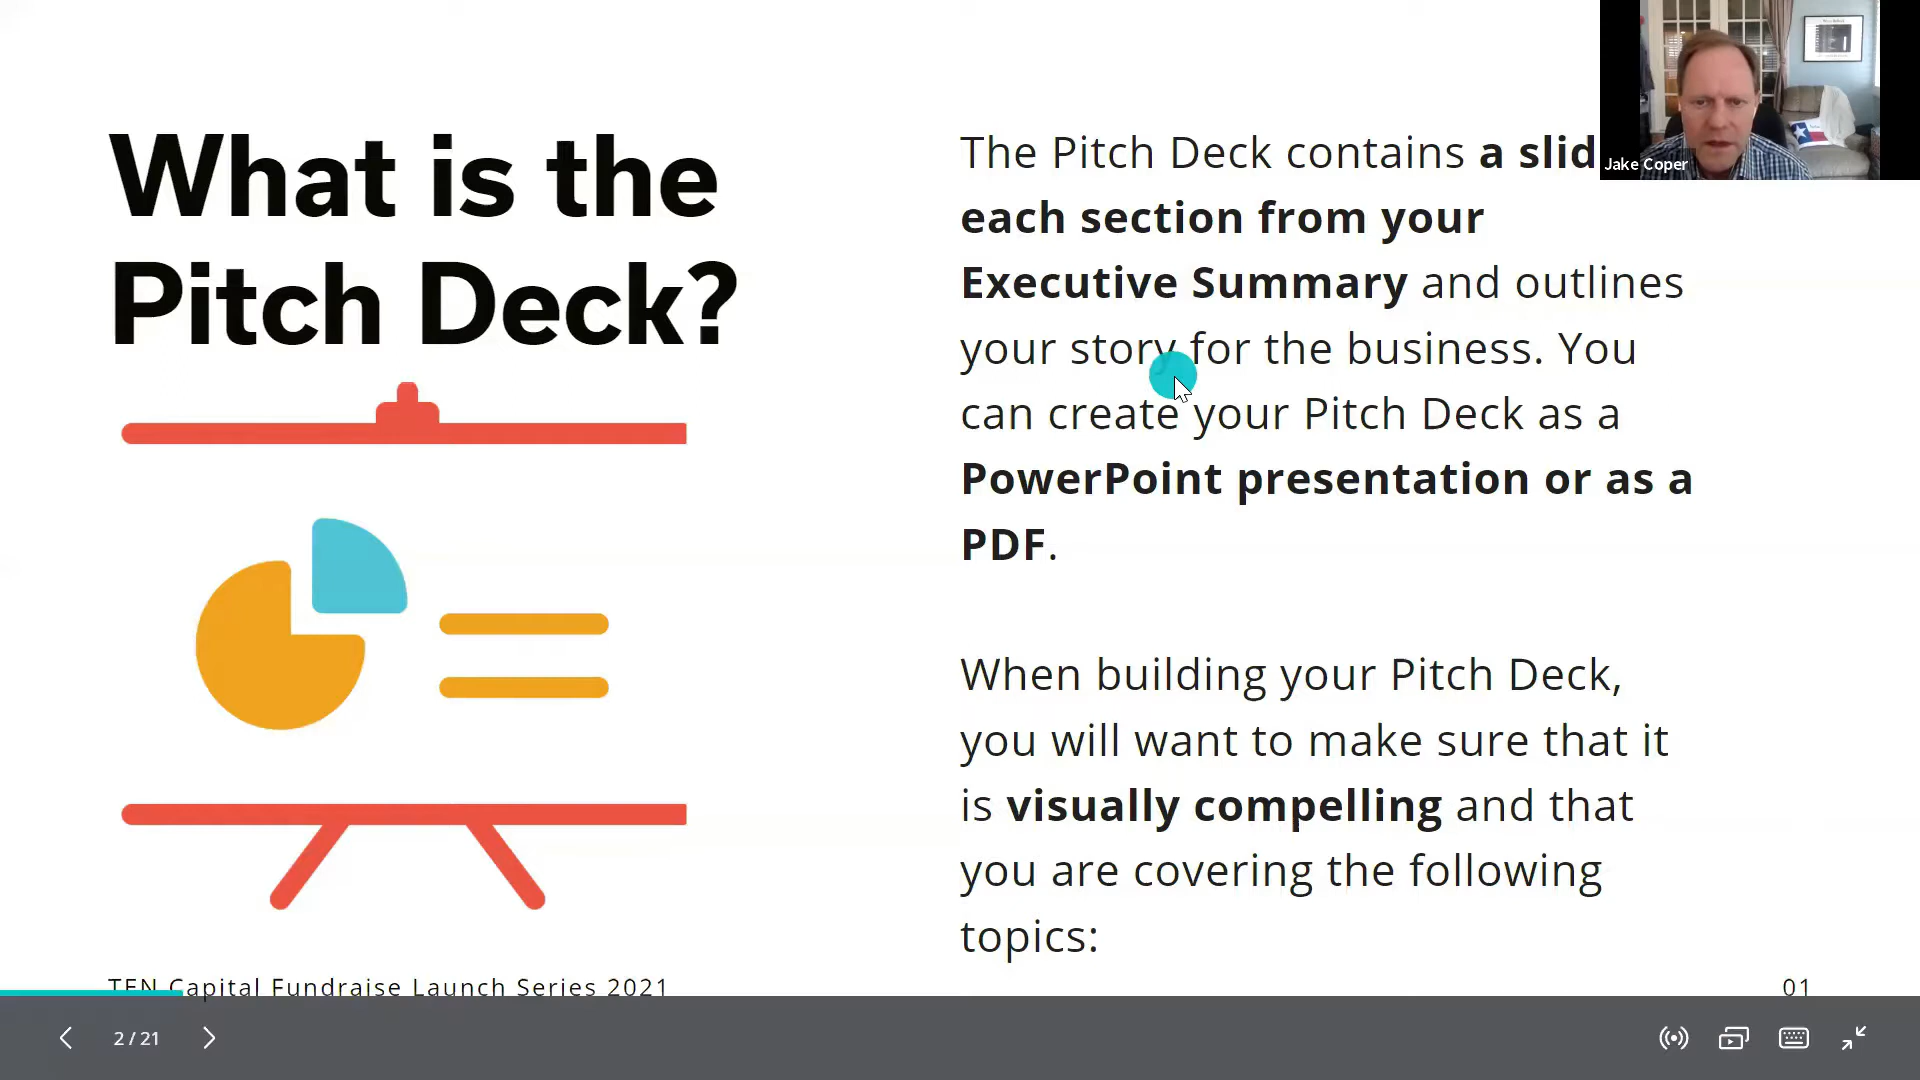 What is the
Pitch Deck?
The Pitch Deck contains a slid
each section from your
Executive Summary and outlines
your story for the business. You
can create your Pitch Deck as a
PowerPoint presentation or as a
PDF.
When building your Pitch Deck,
you will want to make sure that it
is visually compelling and that
you are covering the following
topics:
Jake Coper
TEN Capital Fundraise Launch Series 2021
01
2 / 21